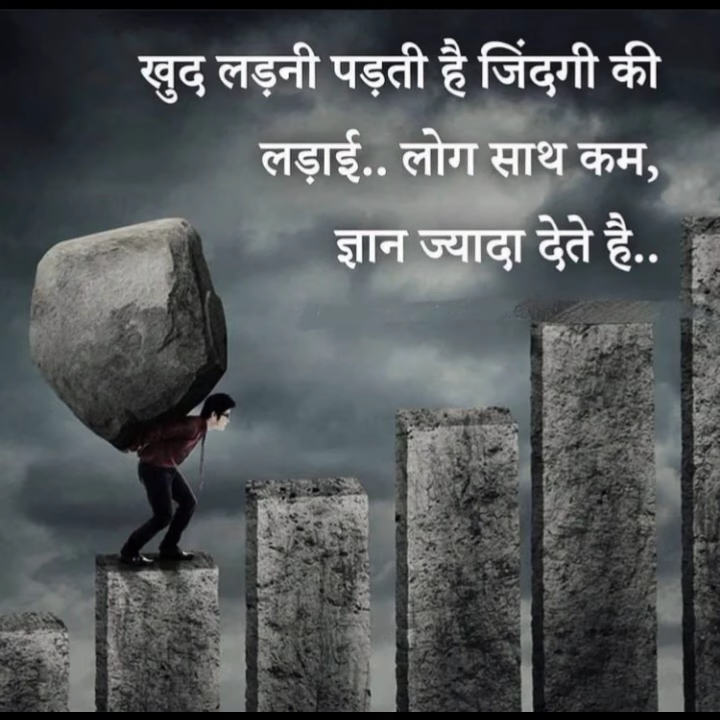 खुद लड़नी पड़ती है जिंदगी की
लड़ाई.. लोग साथ कम,
ज्ञान ज्यादा देते है..